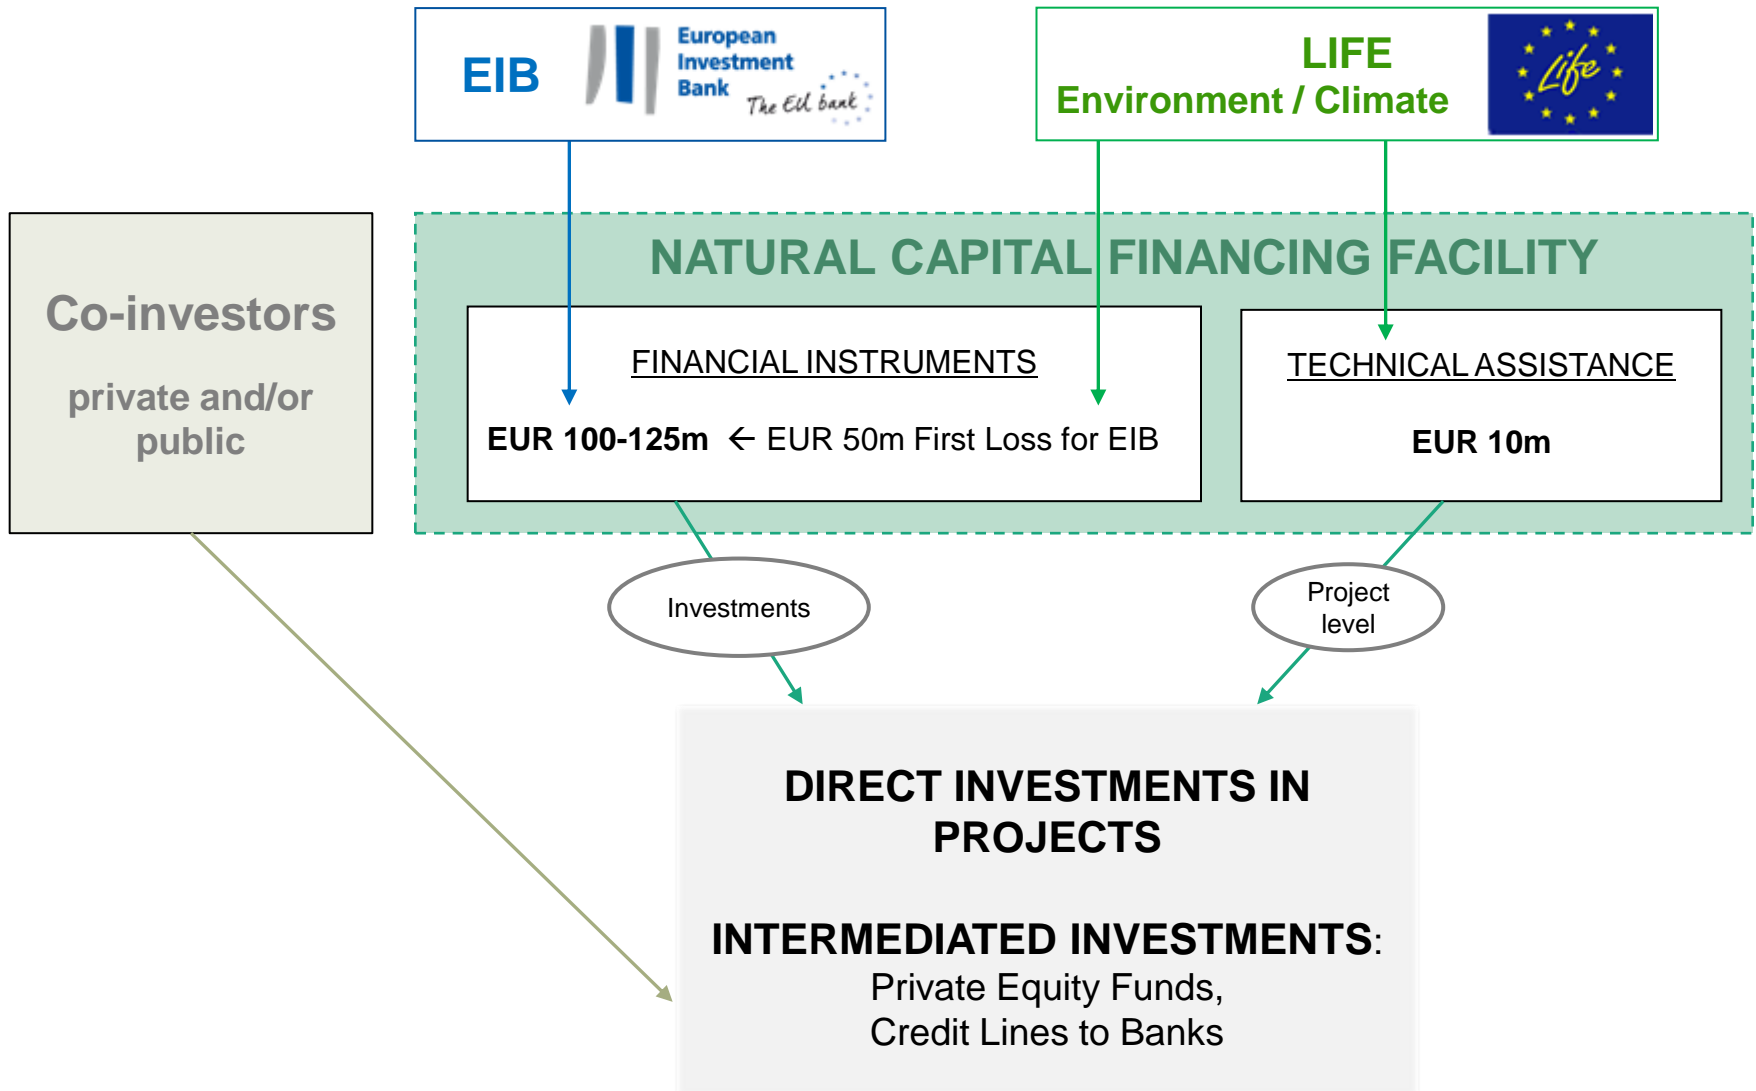 EIB
European
Investment
Bank
The EU bank
LIFE
Environment / Climate
Life
NATURAL CAPITAL FINANCING FACILITY
Co-investors
private and/or
public
FINANCIAL INSTRUMENTS
EUR 100-125m ← EUR 50m First Loss for EIB
TECHNICAL ASSISTANCE
EUR 10m
Investments
Project
level
DIRECT INVESTMENTS IN
PROJECTS
INTERMEDIATED INVESTMENTS:
Private Equity Funds,
Credit Lines to Banks